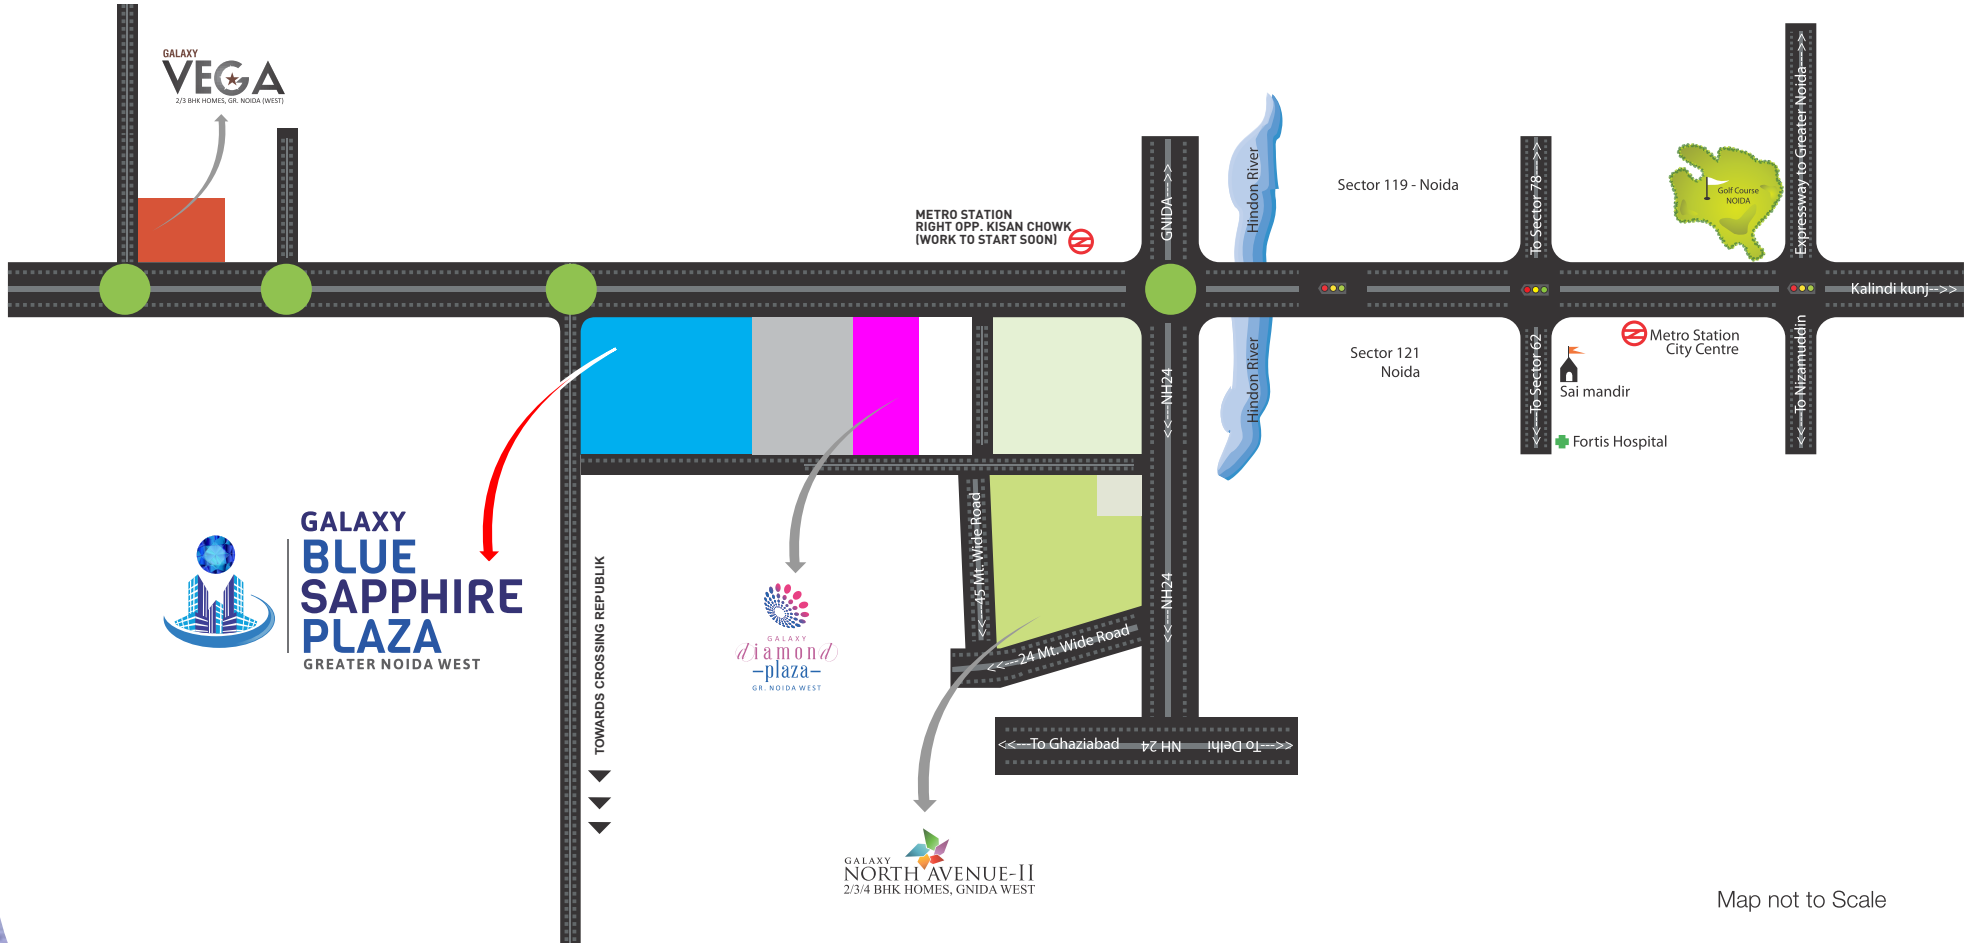 GALAXY
VEGA
2/3 BHK HOMES, GR. NOIDA (WEST)
METRO STATION
RIGHT OPP. KISAN CHOWK
(WORK TO START SOON)
GNIDA--->>
Hindon River
Sector 119 - Noida
To Sector 78--->>
Golf Course
NOIDA
Expressway to Greater Noida--->>
Kalindi kunj-->>
<<---NH24
Hindon River
Sector 121
Noida
<<---To Sector 62
Sai mandir
Fortis Hospital
Metro Station
City Centre
<<---To Nizamuddin
GALAXY
BLUE
SAPPHIRE
PLAZA
GREATER NOIDA WEST
TOWARDS CROSSING REPUBLIK
GALAXY
diamond
-plaza-
GR. NOIDA WEST
<<---45 Mt. Wide Road
<<---24 Mt. Wide Road
<<---NH24
<<---To Ghaziabad
NH 24
<<---To Delhi
GALAXY
NORTH AVENUE-II
2/3/4 BHK HOMES, GNIDA WEST
Map not to Scale